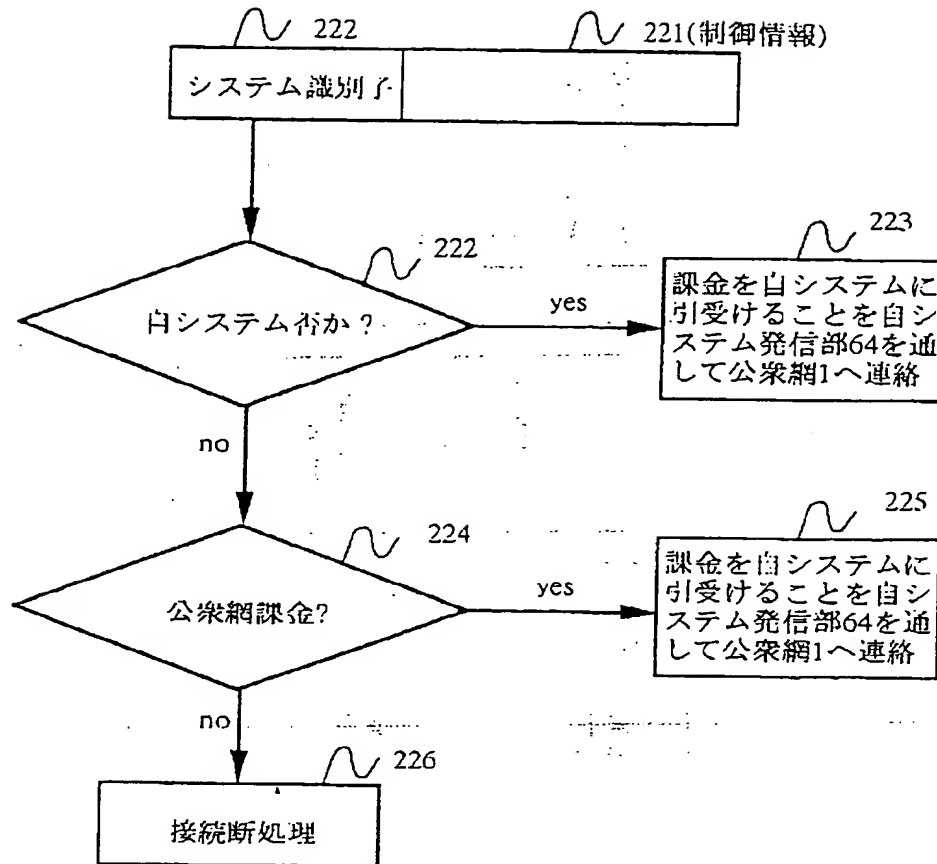 222
221(制御情報)
システム識別子
222
自システム否か?
yes
223
課金を自システムに
引受けることを自シ
ステム発信部64を通
して公衆網1へ連絡
no
224
公衆網課金?
yes
225
課金を自システムに
引受けることを自シ
ステム発信部64を通
して公衆網1へ連絡
no
226
接続断処理